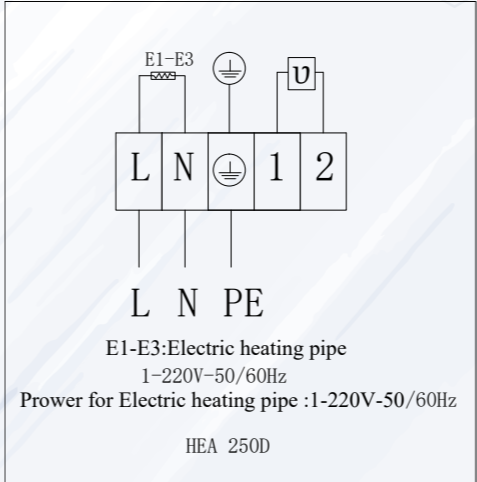 E1-E3
υ
L N 1 2
L N PE
E1-E3:Electric heating pipe
1-220V-50/60Hz
Prower for Electric heating pipe :1-220V-50/60Hz
HEA 250D